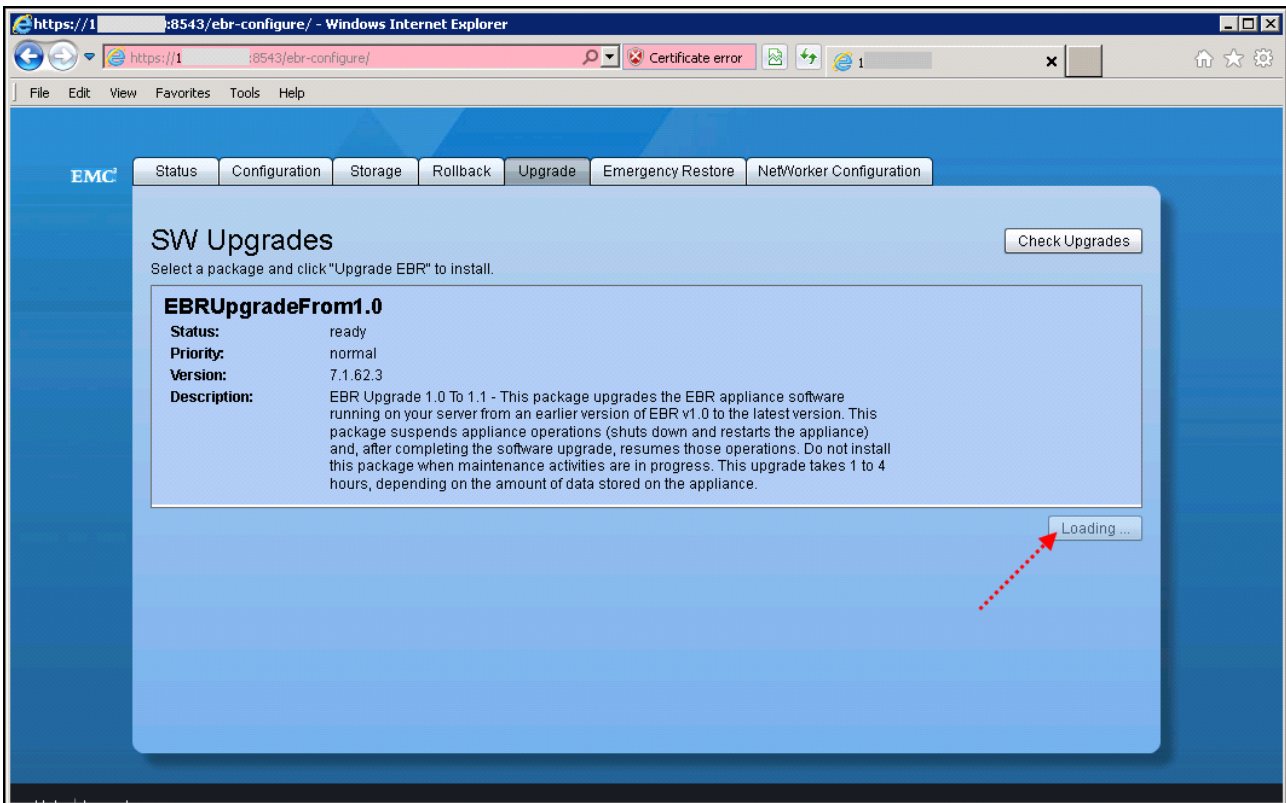 https://1 :8543/ebr-configure/ - Windows Internet Explorer
https://1 :8543/ebr-configure/ Certificate error 1
File Edit View Favorites Tools Help
EMC² Status Configuration Storage Rollback Upgrade Emergency Restore NetWorker Configuration
SW Upgrades
Check Upgrades
Select a package and click "Upgrade EBR" to install.
EBRUpgradeFrom1.0
Status: ready
Priority: normal
Version: 7.1.62.3
Description: EBR Upgrade 1.0 To 1.1 - This package upgrades the EBR appliance software
running on your server from an earlier version of EBR v1.0 to the latest version. This
package suspends appliance operations (shuts down and restarts the appliance)
and, after completing the software upgrade, resumes those operations. Do not install
this package when maintenance activities are in progress. This upgrade takes 1 to 4
hours, depending on the amount of data stored on the appliance.
Loading ...